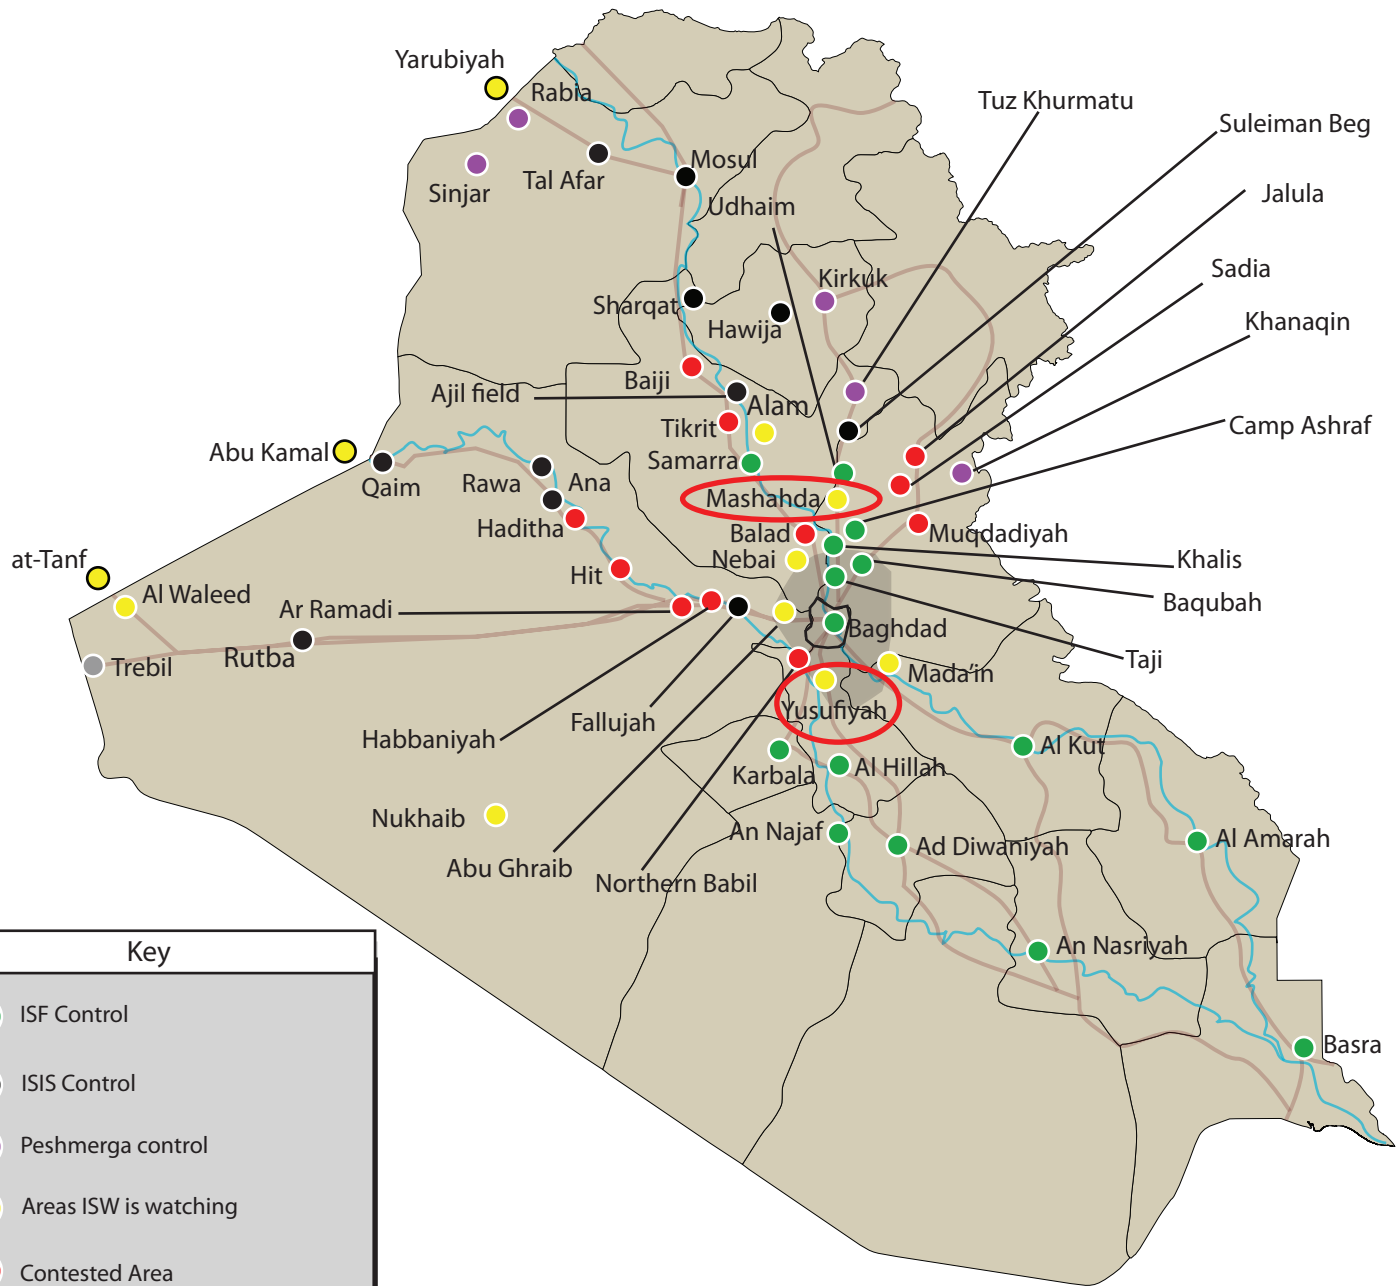 Yarubiyah
Rabia
Tuz Khurmatu
Suleiman Beg
Mosul
Tal Afar
Sinjar
Udhaim
Jalula
Sadia
Kirkuk
Sharqat
Hawija
Khanaqin
Baiji
Ajil field
Alam
Tikrit
Camp Ashraf
Abu Kamal
Samarra
Qaim
Rawa
Ana
Mashahda
Haditha
Balad
Muqdadiyah
Nebai
at-Tanf
Khalis
Hit
Al Waleed
Ar Ramadi
Baqubah
Baghdad
Rutba
Trebil
Taji
Mada'in
Yusufiyah
Fallujah
Habbaniyah
Al Kut
Karbala
Al Hillah
Nukhaib
An Najaf
Ad Diwaniyah
Al Amarah
Abu Ghraib
Northern Babil
An Nasriyah
Basra
Key
ISF Control
ISIS Control
Peshmerga control
Areas ISW is watching
Contested Area